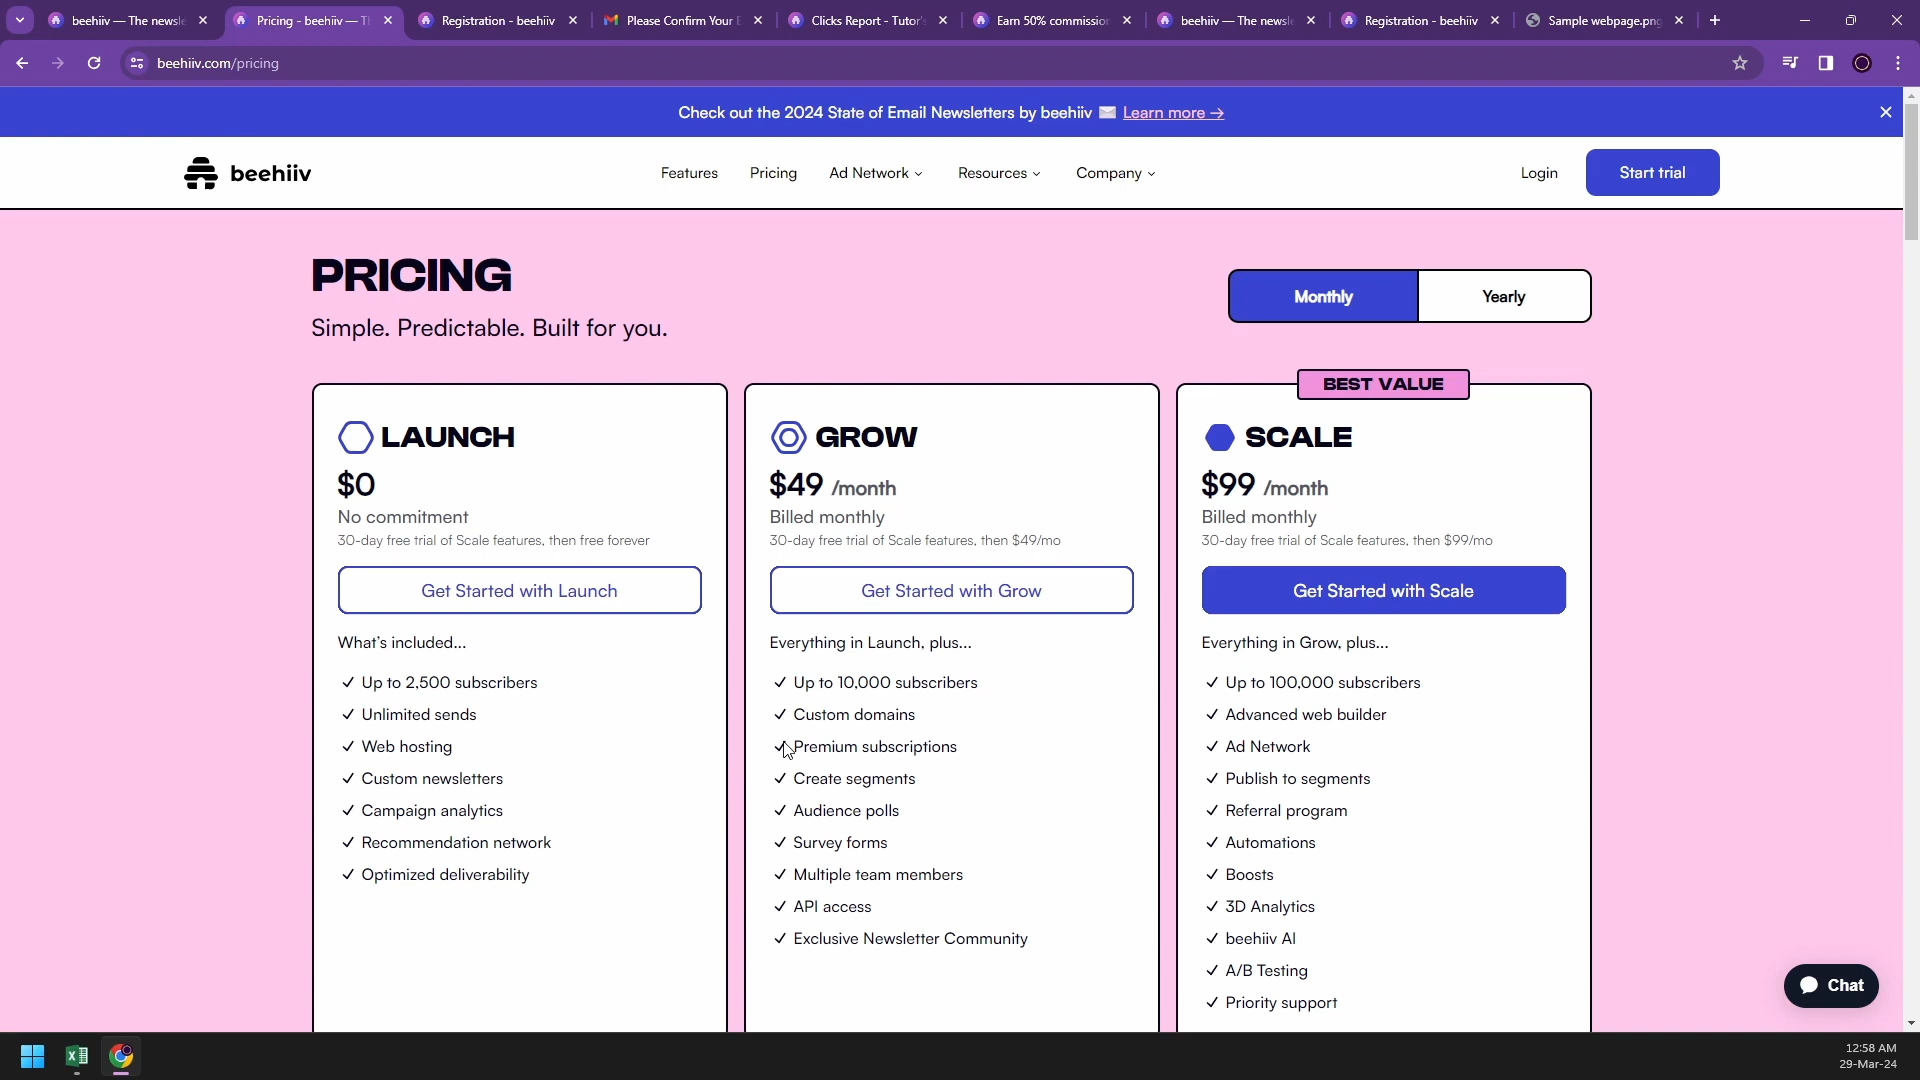 beehiiv — The newsle
Pricing - beehiiv — T
Registration - beehiiv
Please Confirm Your E
Clicks Report - Tutor'
Earn 50% commission
beehiiv — The newsle
Registration - beehiiv
Sample webpage.png
beehiiv.com/pricing
Check out the 2024 State of Email Newsletters by beehiiv Learn more →
beehiiv
Features
Pricing
Ad Network
Resources
Company
Login
Start trial
PRICING
Simple. Predictable. Built for you.
Monthly
Yearly
LAUNCH
$0
No commitment
30-day free trial of Scale features, then free forever
Get Started with Launch
What's included...
✓ Up to 2,500 subscribers
✓ Unlimited sends
✓ Web hosting
✓ Custom newsletters
✓ Campaign analytics
✓ Recommendation network
✓ Optimized deliverability
GROW
$49 /month
Billed monthly
30-day free trial of Scale features, then $49/mo
Get Started with Grow
Everything in Launch, plus...
✓ Up to 10,000 subscribers
✓ Custom domains
✓ Premium subscriptions
✓ Create segments
✓ Audience polls
✓ Survey forms
✓ Multiple team members
✓ API access
✓ Exclusive Newsletter Community
BEST VALUE
SCALE
$99 /month
Billed monthly
30-day free trial of Scale features, then $99/mo
Get Started with Scale
Everything in Grow, plus...
✓ Up to 100,000 subscribers
✓ Advanced web builder
✓ Ad Network
✓ Publish to segments
✓ Referral program
✓ Automations
✓ Boosts
✓ 3D Analytics
✓ beehiiv AI
✓ A/B Testing
✓ Priority support
Chat
12:58 AM
29-Mar-24